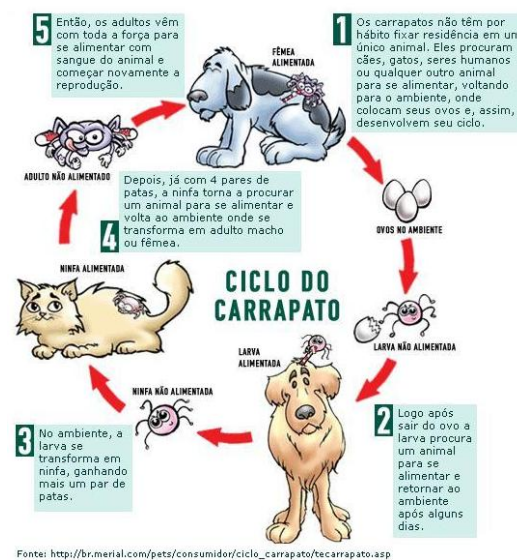 5 Então, os adultos vêm
com toda a força para
se alimentar com
sangue do animal e
começar novamente a
reprodução.
FÊMEA
ALIMENTADA
1 Os carrapatos não têm por
hábito fixar residência em um
único animal. Eles procuram
cães, gatos, seres humanos
ou qualquer outro animal
para se alimentar, voltando
para o ambiente, onde
colocam seus ovos e, assim,
desenvolvem seu ciclo.
ADULTO NÃO ALIMENTADO
4 Depois, já com 4 pares de
patas, a ninfa torna a procurar
um animal para se alimentar e
volta ao ambiente onde se
transforma em adulto macho
ou fêmea.
OVOS NO AMBIENTE
NINFA ALIMENTADA
CICLO DO
CARRAPATO
LARVA NÃO ALIMENTADA
LARVA
ALIMENTADA
NINFA NÃO ALIMENTADA
2 Logo após
sair do ovo a
larva procura
um animal
para se
alimentar e
retornar ao
ambiente
após alguns
dias.
3 No ambiente, a
larva se
transforma em
ninfa, ganhando
mais um par de
patas.
Fonte: http://br.merial.com/pets/consumidor/ciclo_carrapato/tecarrapato.asp